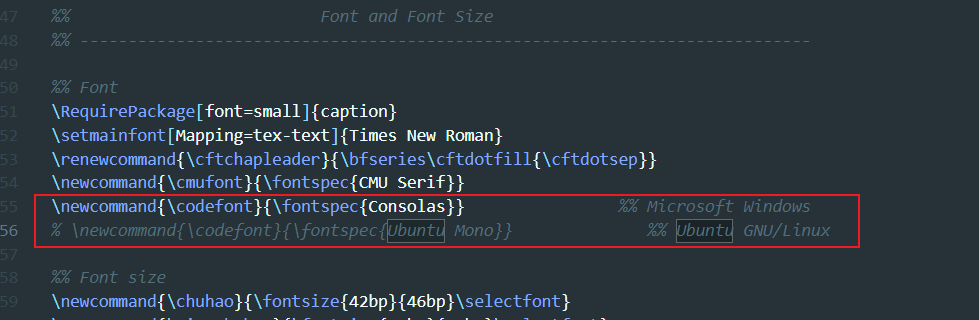 47 %% Font and Font Size
48 %% ---------------------------------------------------------------------------
49
50 %% Font
51 \RequirePackage[font=small]{caption}
52 \setmainfont[Mapping=tex-text]{Times New Roman}
53 \renewcommand{\cftchapleader}{\bfseries\cftdotfill{\cftdotsep}}
54 \newcommand{\cmufont}{\fontspec{CMU Serif}}
55 \newcommand{\codefont}{\fontspec{Consolas}} %% Microsoft Windows
56 % \newcommand{\codefont}{\fontspec{Ubuntu Mono}} %% Ubuntu GNU/Linux
57
58 %% Font size
59 \newcommand{\chuhao}{\fontsize{42bp}{46bp}\selectfont}